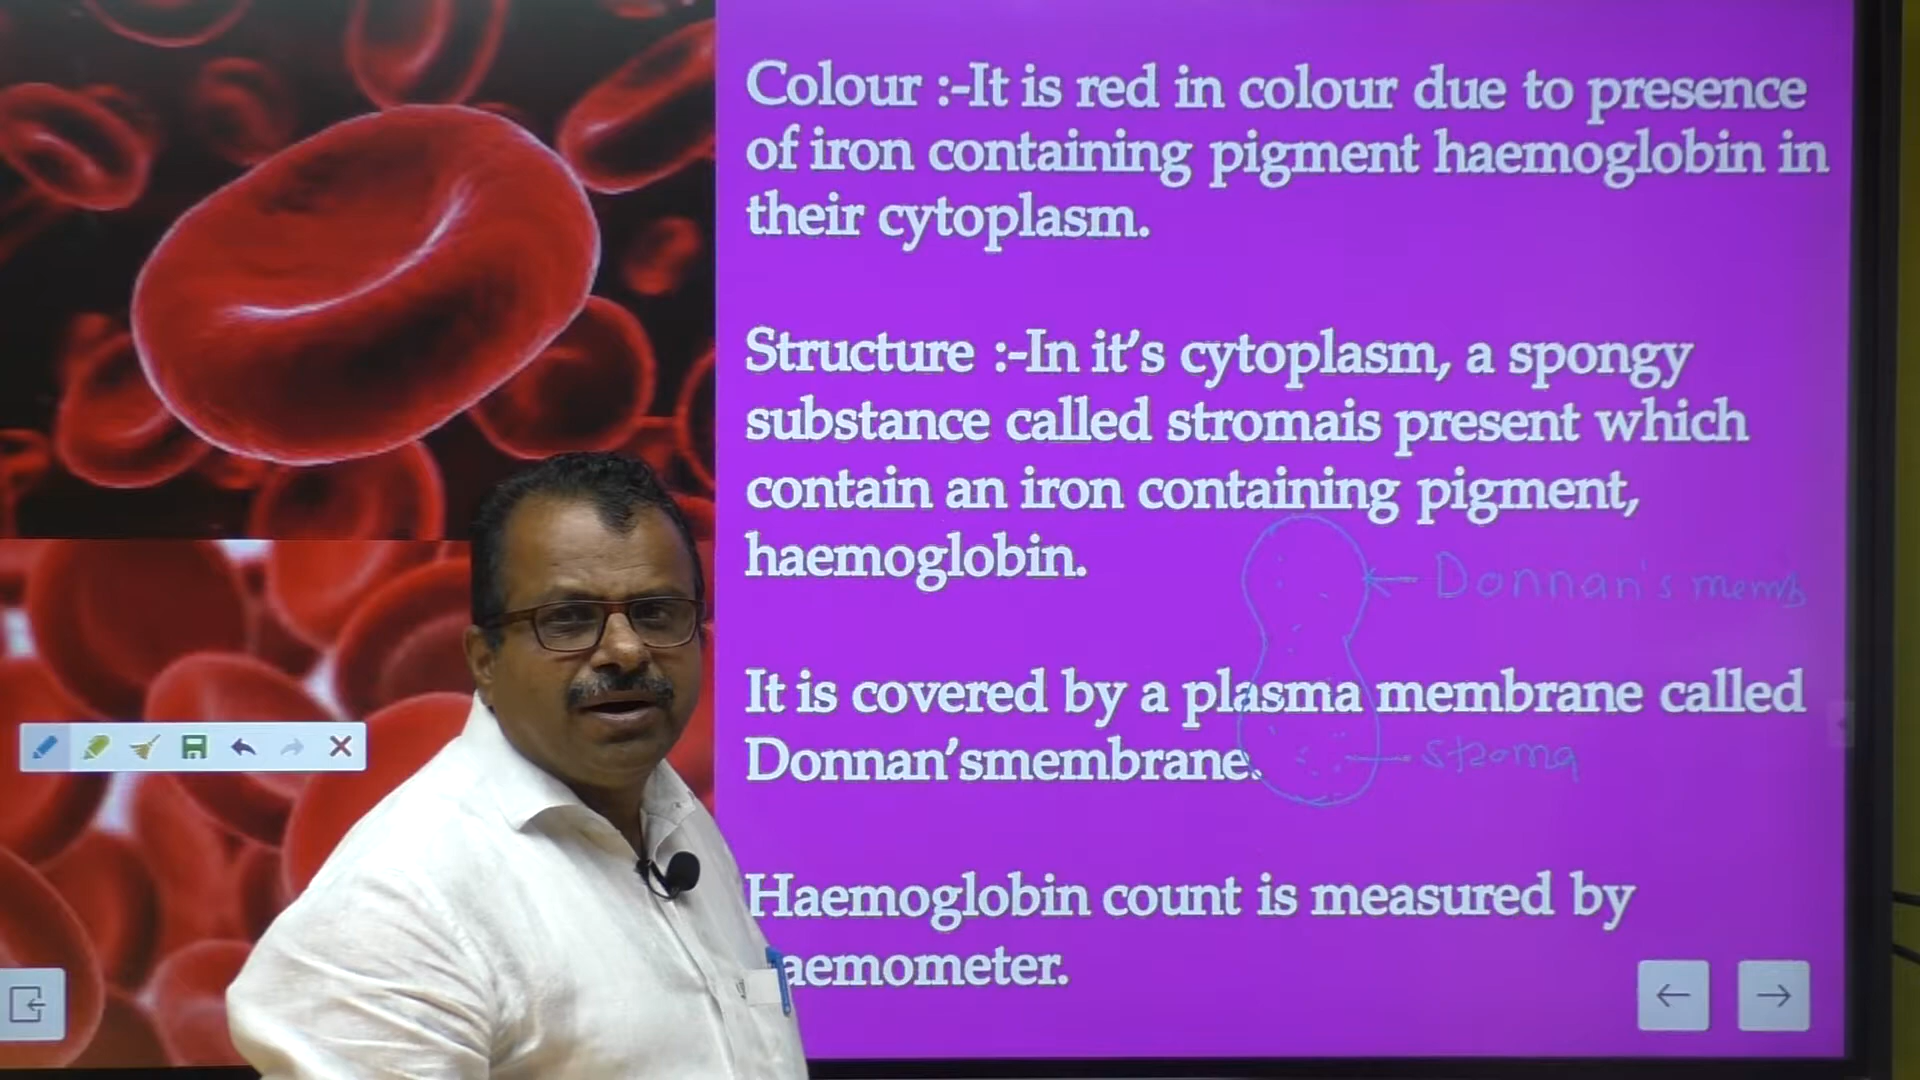 Colour :-It is red in colour due to presence
of iron containing pigment haemoglobin in
their cytoplasm.
Structure :-In it's cytoplasm, a spongy
substance called stromais present which
contain an iron containing pigment,
haemoglobin.
Donnan's memb
It is covered by a plasma membrane called
Donnan'smembrane.
stroma
Haemoglobin count is measured by
aemometer.